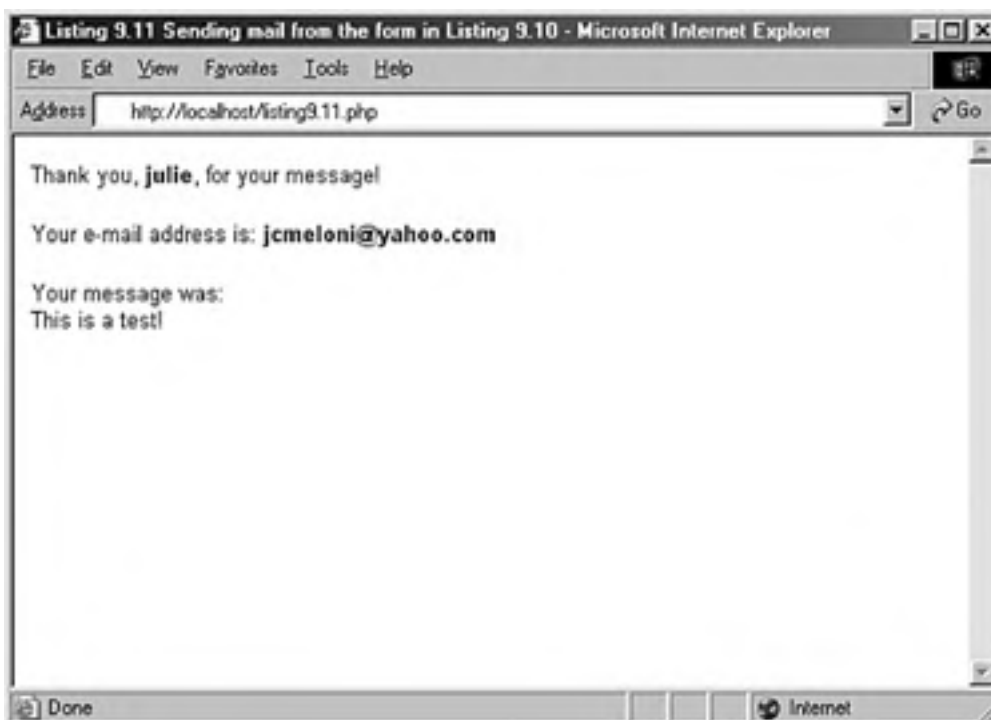 Listing 9.11 Sending mail from the form in Listing 9.10 - Microsoft Internet Explorer
File Edit View Favorites Tools Help
Address http://localhost/listing9.11.php Go
Thank you, julie, for your message!
Your e-mail address is: jcmeloni@yahoo.com
Your message was:
This is a test!
Done Internet